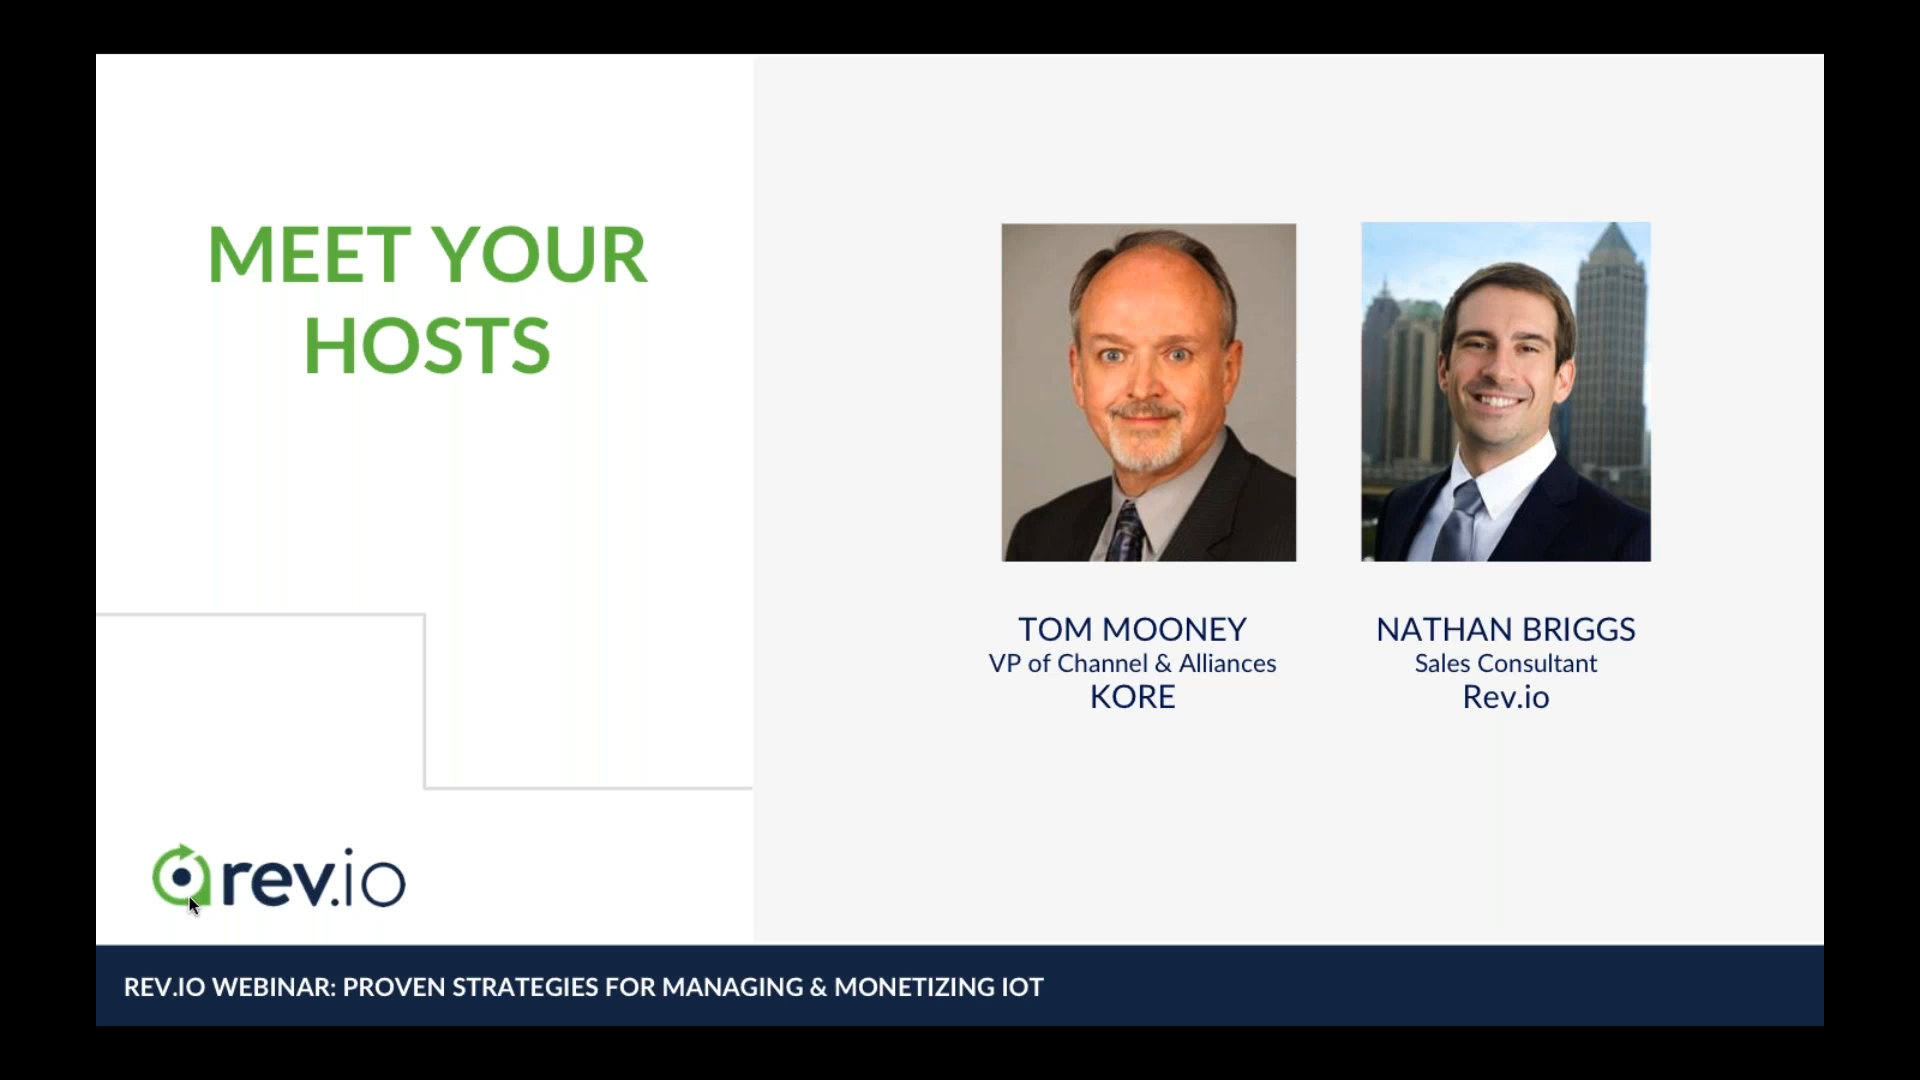 MEET YOUR
HOSTS
TOM MOONEY
VP of Channel & Alliances
KORE
NATHAN BRIGGS
Sales Consultant
Rev.io
rev.io
REV.IO WEBINAR: PROVEN STRATEGIES FOR MANAGING & MONETIZING IOT